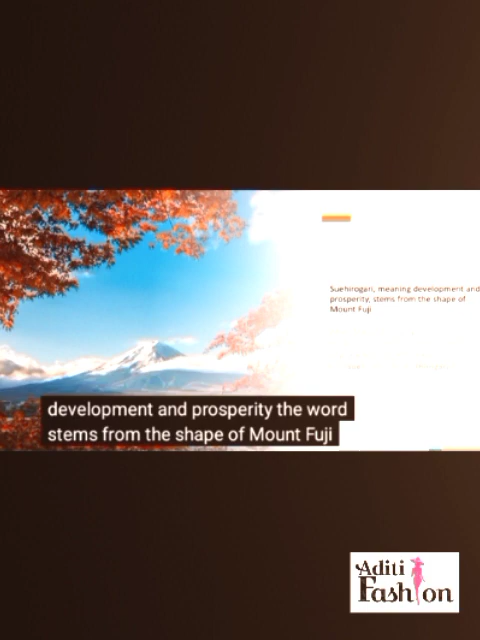 Suehirogari, meaning development and
prosperity, stems from the shape of
Mount Fuji
development and prosperity the word
stems from the shape of Mount Fuji
Aditi
Fashion